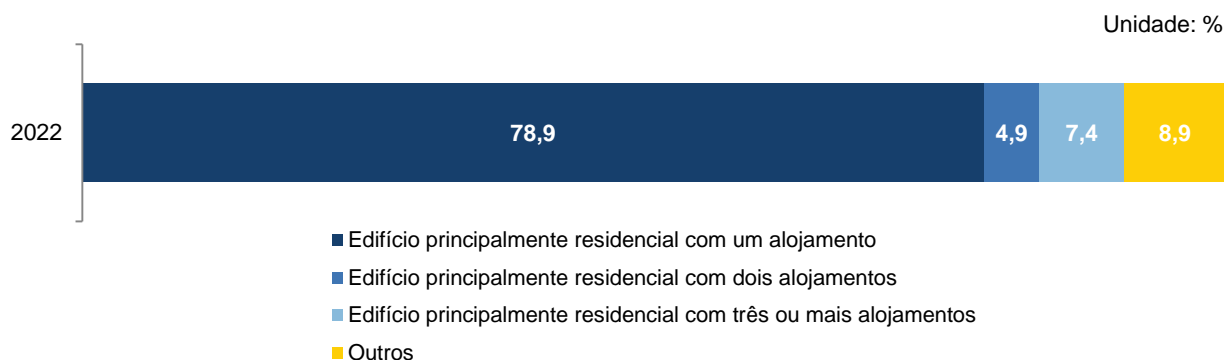 Unidade: %
2022
78,9
4,9
7,4
8,9
Edifício principalmente residencial com um alojamento
Edifício principalmente residencial com dois alojamentos
Edifício principalmente residencial com três ou mais alojamentos
Outros